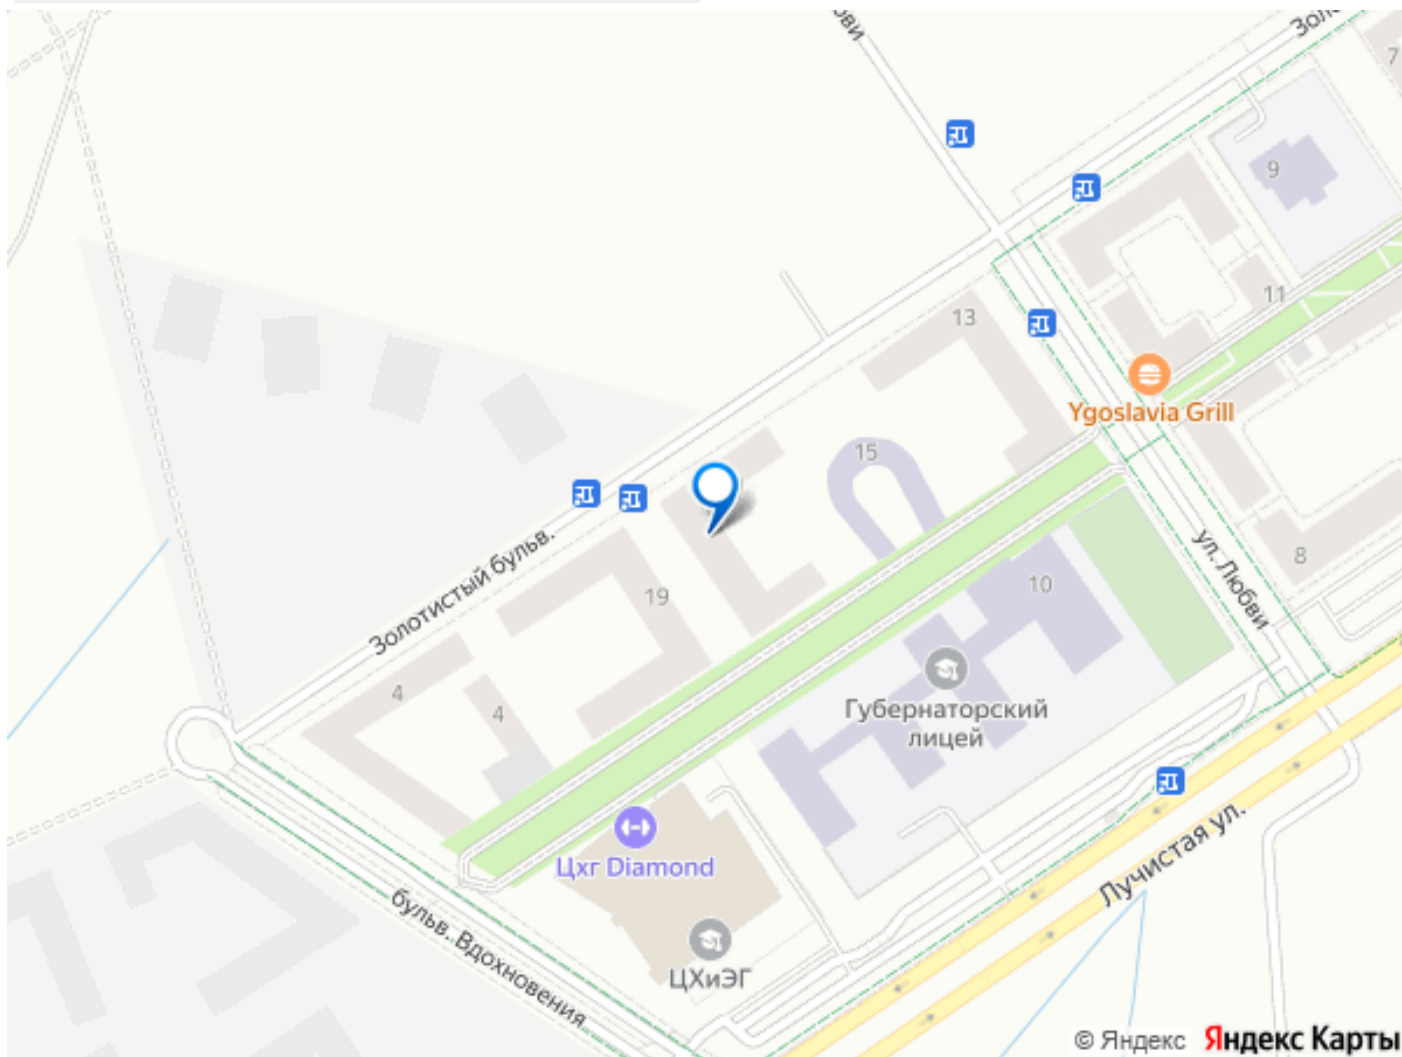 7
9
11
13
Ygoslavia Grill
15
ул. Любви
8
Золотистый бульв.
19
10
4
4
Губернаторский
лицей
Цхг Diamond
Лучистая ул.
бульв. Вдохновения
ЦХиЭГ
© Яндекс Яндекс Карты